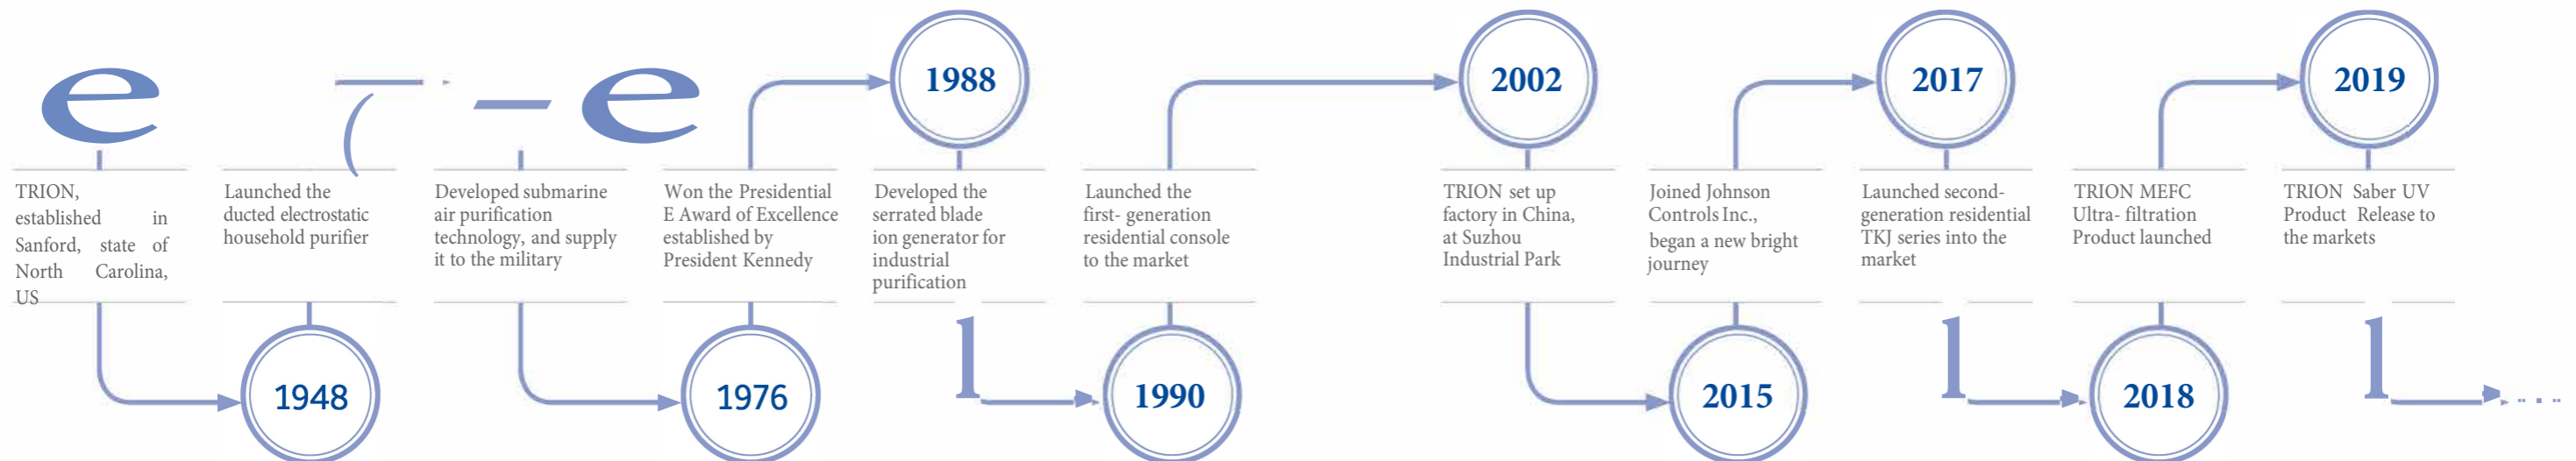 1988
2002
2017
2019
TRION,
established in
Sanford, state of
North Carolina,
US
Launched the
ducted electrostatic
household purifier
Developed submarine
air purification
technology, and supply
it to the military
Won the Presidential
E Award of Excellence
established by
President Kennedy
Developed the
serrated blade
ion generator for
industrial
purification
Launched the
first- generation
residential console
to the market
TRION set up
factory in China,
at Suzhou
Industrial Park
Joined Johnson
Controls Inc.,
began a new bright
journey
Launched second-
generation residential
TKJ series into the
market
TRION MEFC
Ultra- filtration
Product launched
TRION Saber UV
Product Release to
the markets
1948
1976
1990
2015
2018